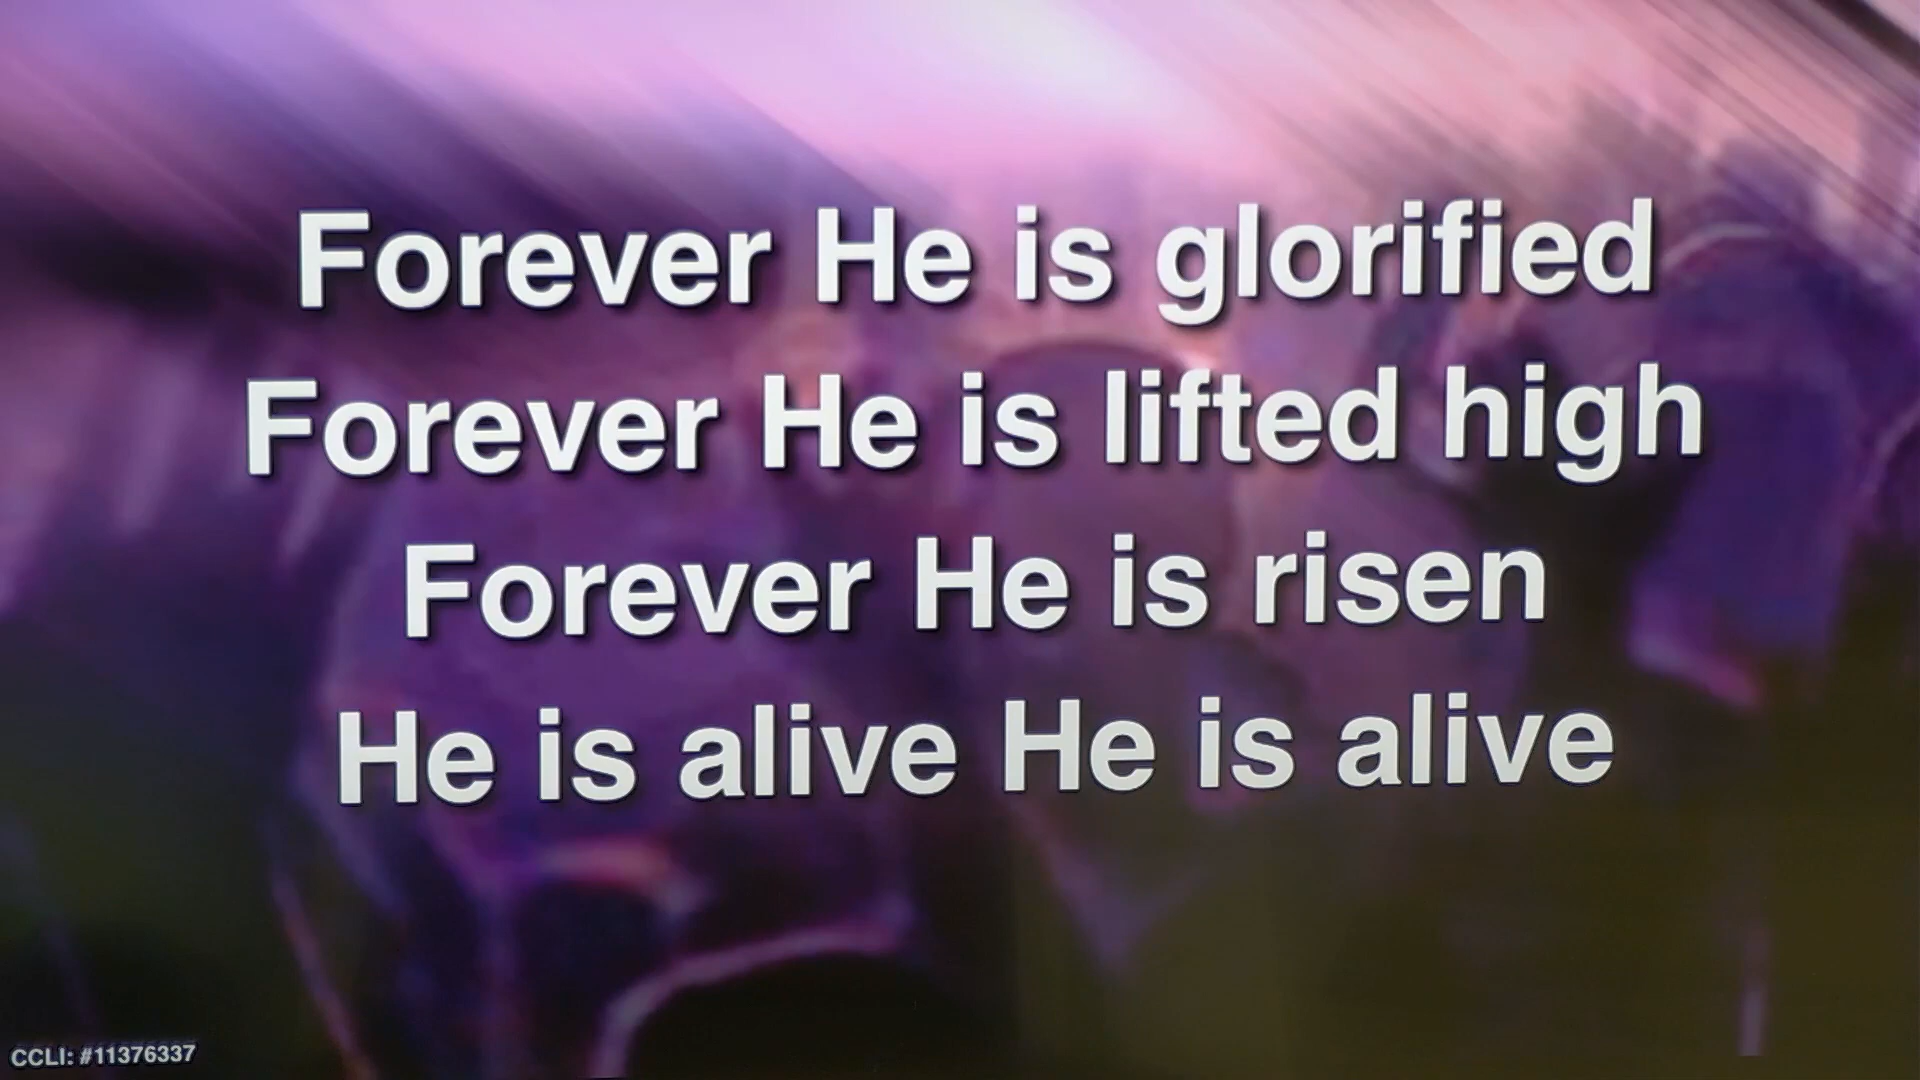 Forever He is glorified
Forever He is lifted high
Forever He is risen
He is alive He is alive
CCLI: #11376337